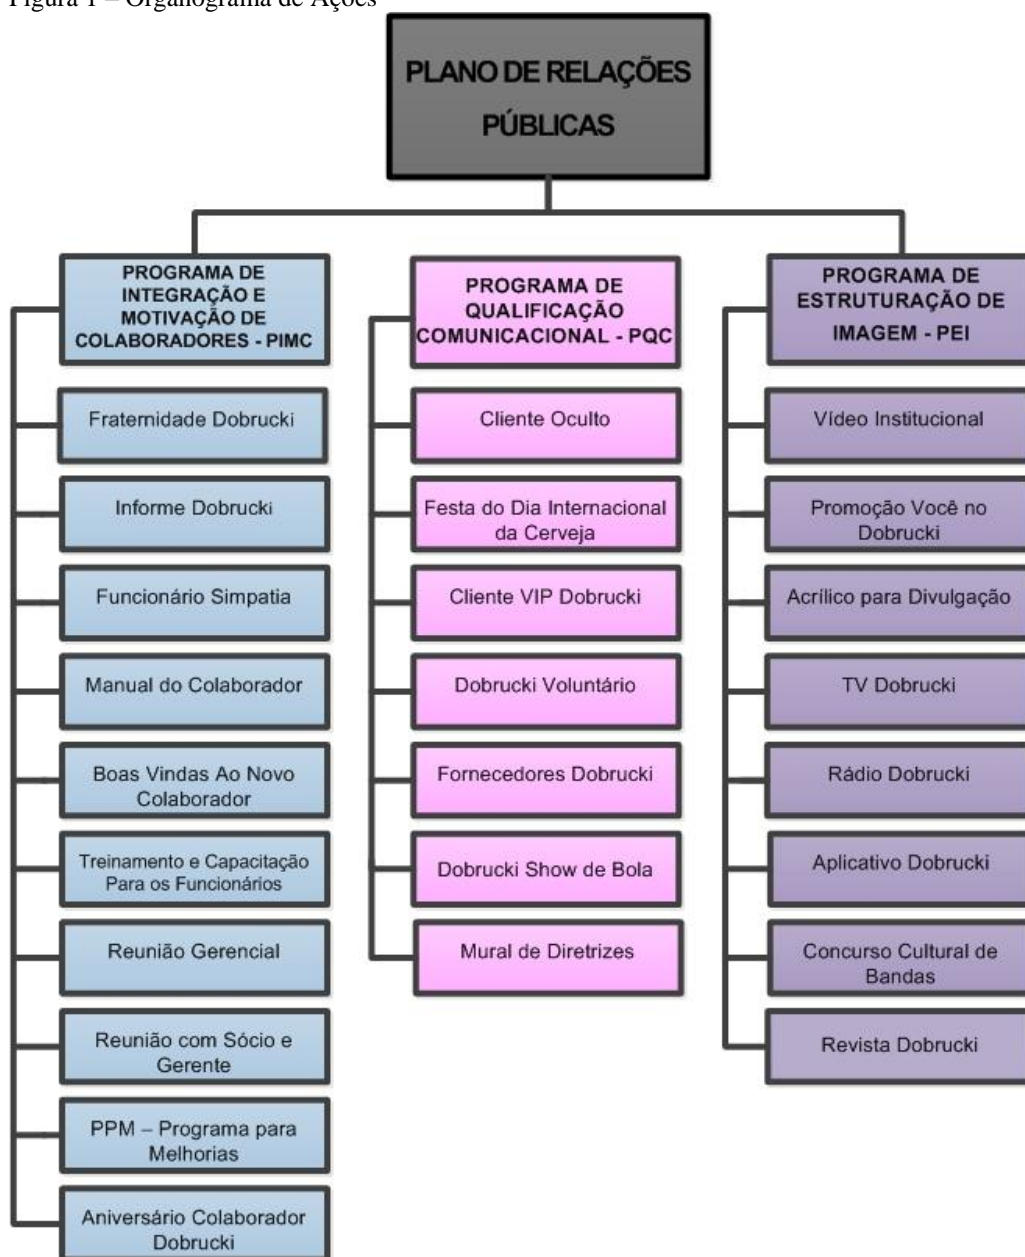 Figura 1 – Organograma de Ações
PLANO DE RELAÇÕES
PÚBLICAS
PROGRAMA DE
INTEGRAÇÃO E
MOTIVAÇÃO DE
COLABORADORES - PIMC
Fraternidade Dobrucki
Informe Dobrucki
Funcionário Simpatia
Manual do Colaborador
Boas Vindas Ao Novo
Colaborador
Treinamento e Capacitação
Para os Funcionários
Reunião Gerencial
Reunião com Sócio e
Gerente
PPM – Programa para
Melhorias
Aniversário Colaborador
Dobrucki
PROGRAMA DE
QUALIFICAÇÃO
COMUNICACIONAL - PQC
Cliente Oculto
Festa do Dia Internacional
da Cerveja
Cliente VIP Dobrucki
Dobrucki Voluntário
Fornecedores Dobrucki
Dobrucki Show de Bola
Mural de Diretrizes
PROGRAMA DE
ESTRUTURAÇÃO DE
IMAGEM - PEI
Vídeo Institucional
Promoção Você no
Dobrucki
Acrílico para Divulgação
TV Dobrucki
Rádio Dobrucki
Aplicativo Dobrucki
Concurso Cultural de
Bandas
Revista Dobrucki